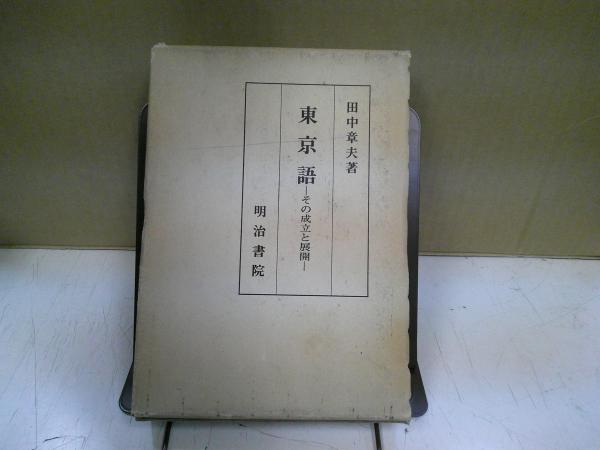 田中章夫著
東京語
―その成立と展開―
明治書院